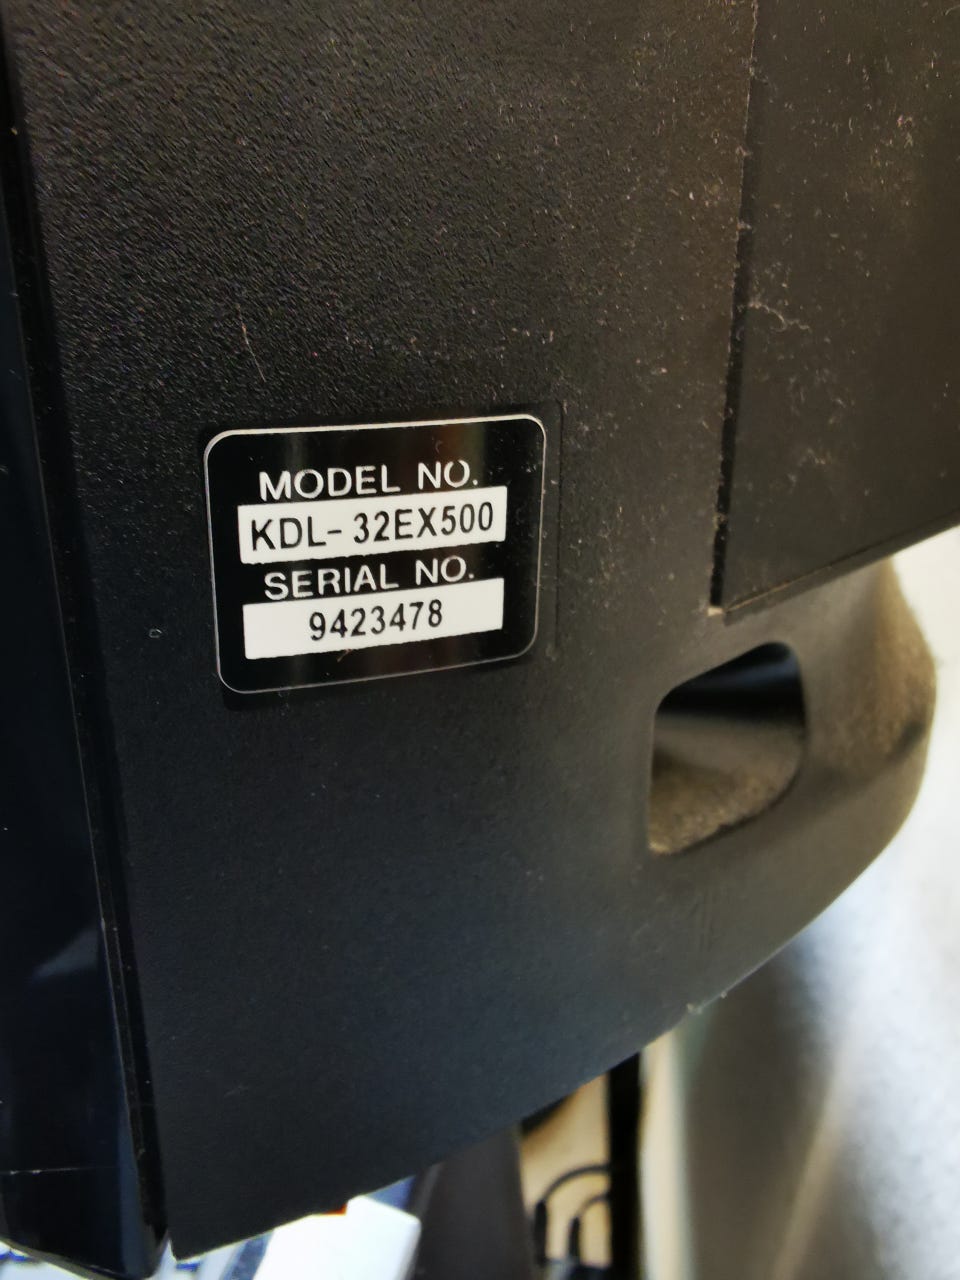 MODEL NO.
KDL-32EX500
SERIAL NO.
9423478